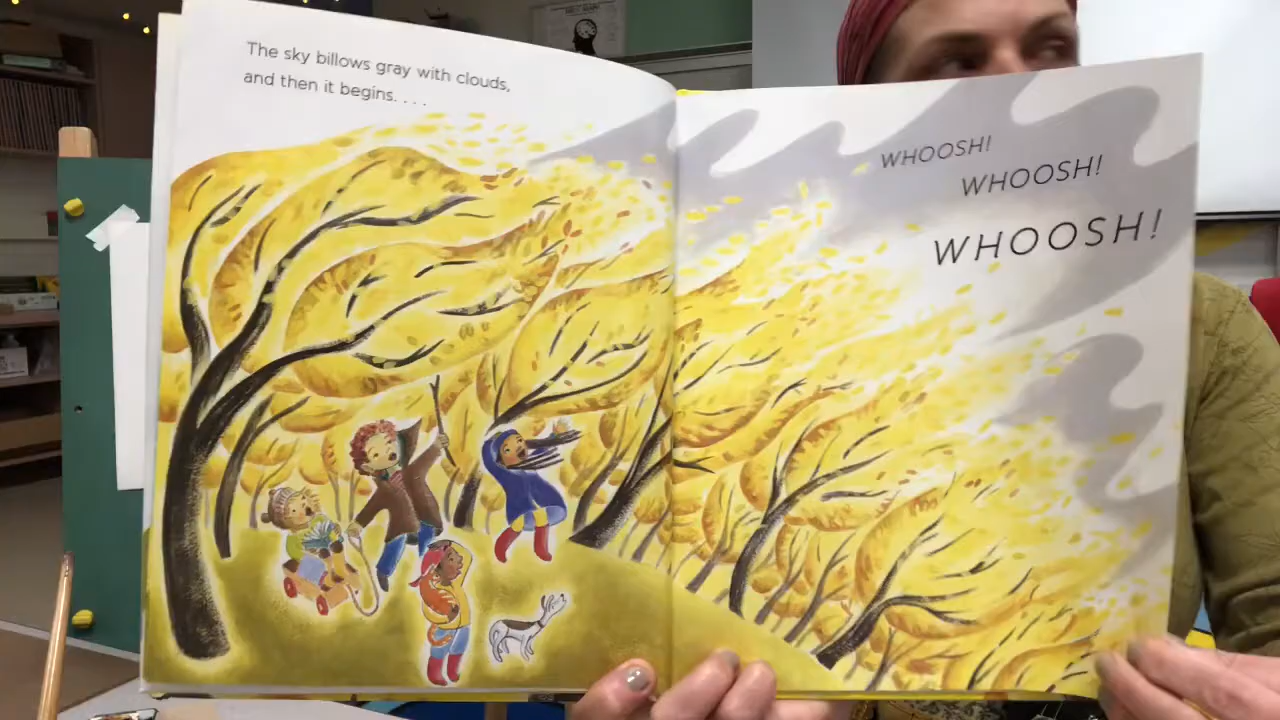 The sky billows gray with clouds,
and then it begins. . . .
WHOOSH!
WHOOSH!
WHOOSH!